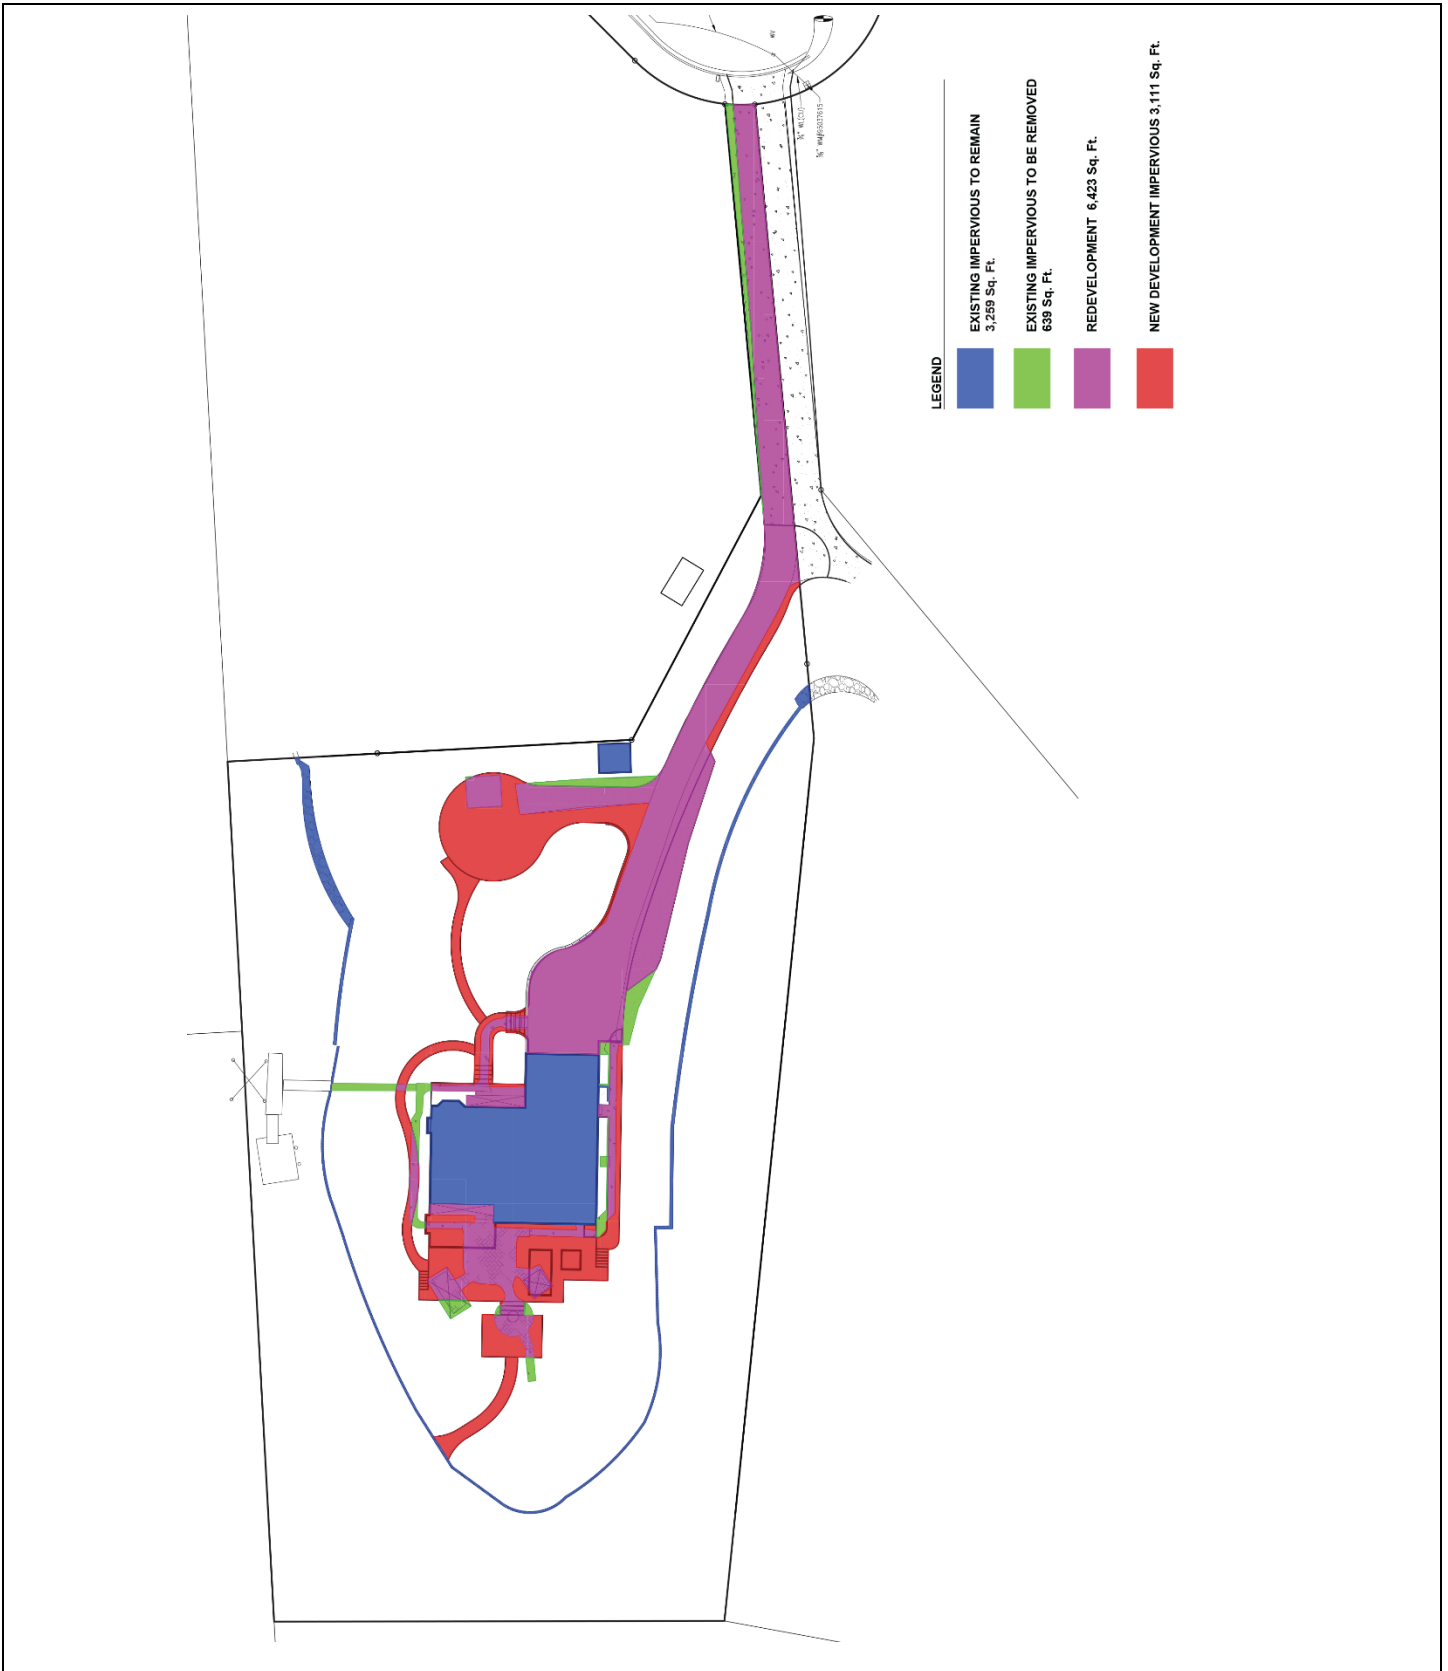 LEGEND
EXISTING IMPERVIOUS TO REMAIN
3,259 Sq. Ft.
EXISTING IMPERVIOUS TO BE REMOVED
639 Sq. Ft.
REDEVELOPMENT 6,423 Sq. Ft.
NEW DEVELOPMENT IMPERVIOUS 3,111 Sq. Ft.